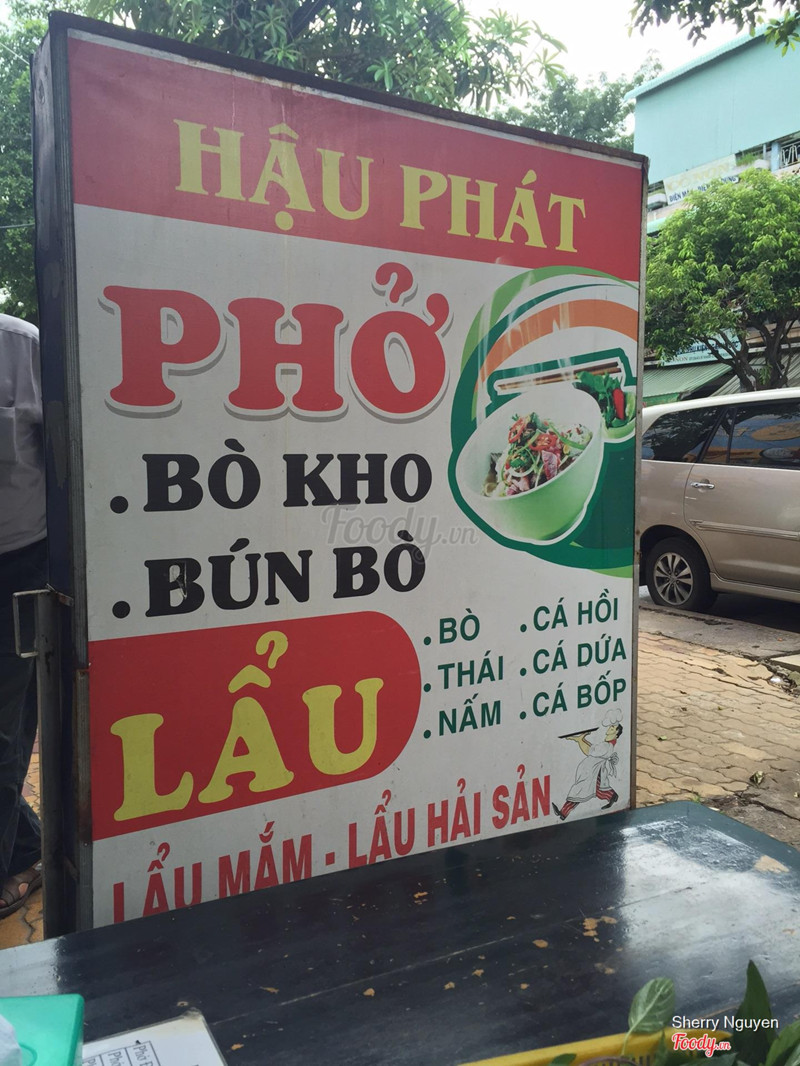 HẬU PHÁT
PHỞ
. BÒ KHO
. BÚN BÒ
LẨU
. BÒ
. THÁI
. NẤM
. CÁ HỒI
. CÁ DỨA
. CÁ BỐP
LẨU MẮM - LẨU HẢI SẢN
Foody.vn
Sherry Nguyen
Foody.vn